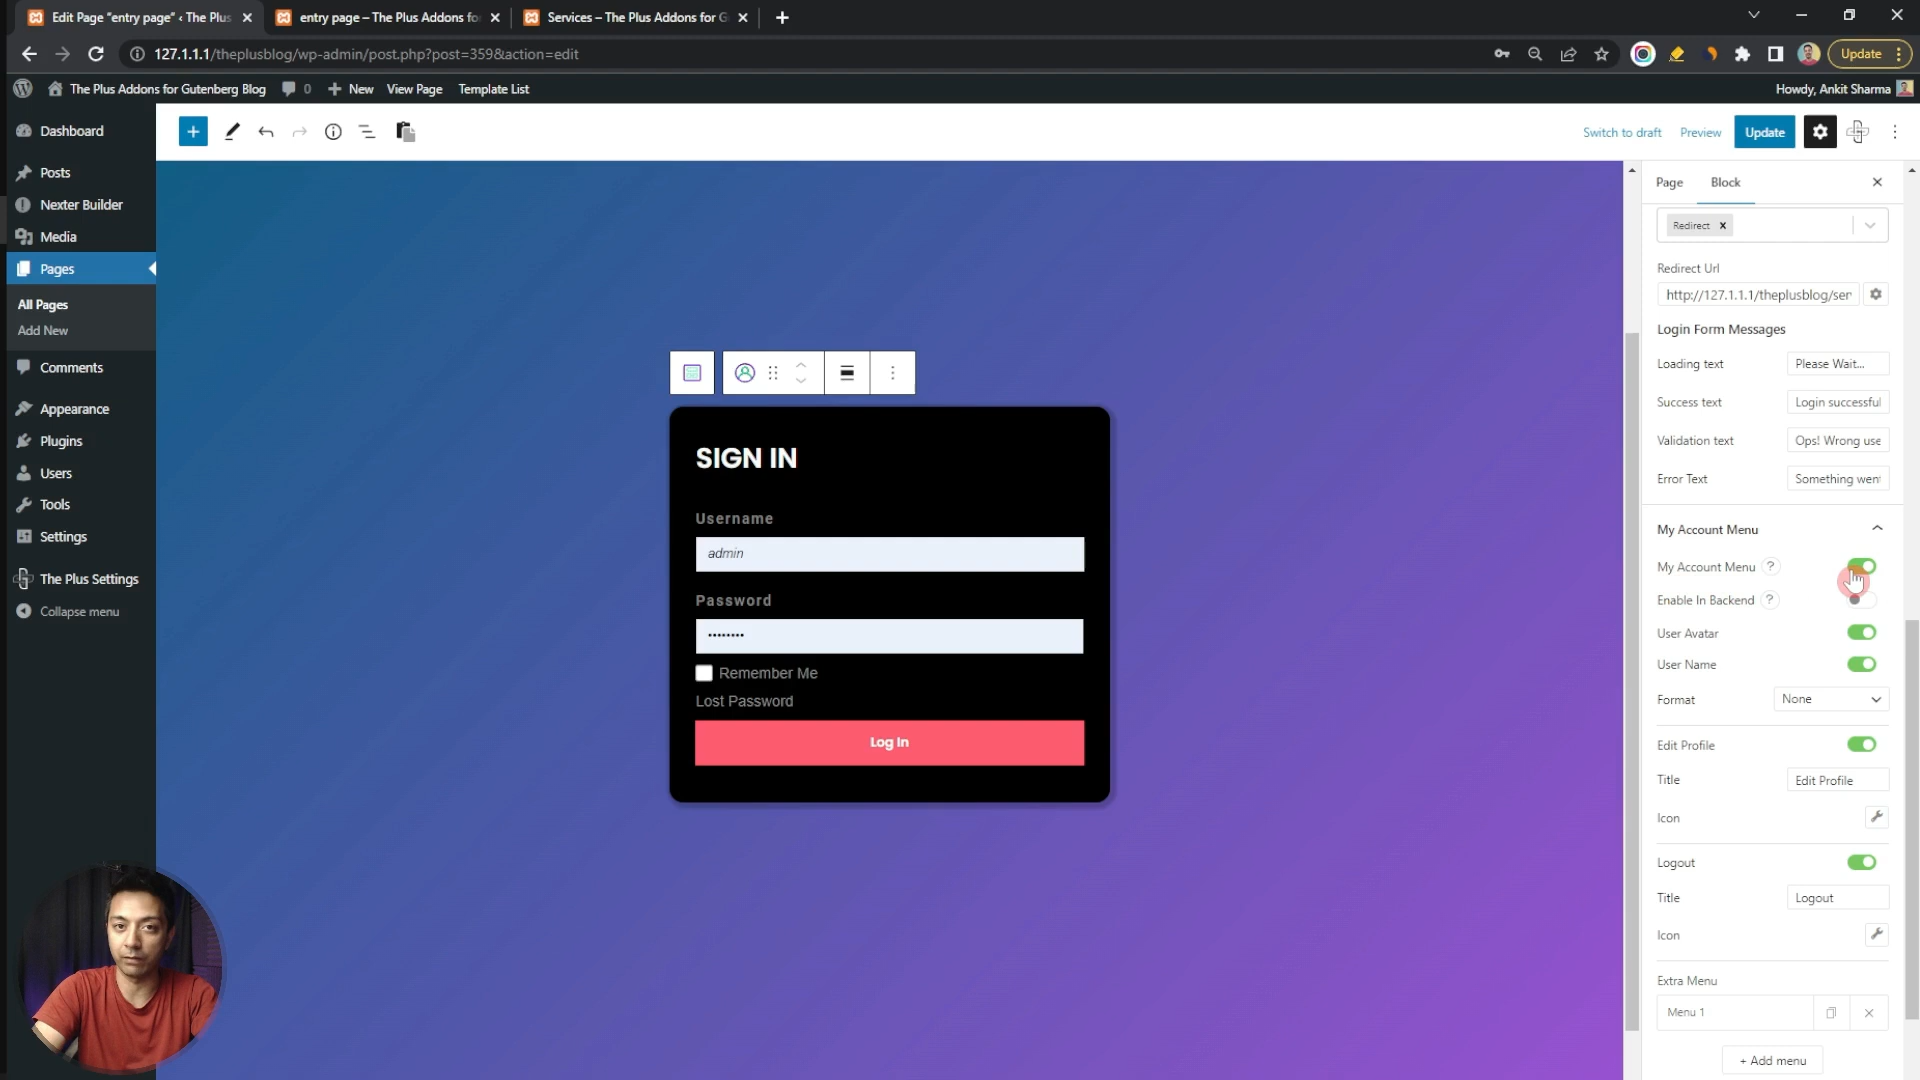 Edit Page "entry page" ‹ The Plus
entry page – The Plus Addons fo
Services – The Plus Addons for G
127.1.1.1/theplusblog/wp-admin/post.php?post=359&action=edit
Update
The Plus Addons for Gutenberg Blog
0
New
View Page
Template List
Howdy, Ankit Sharma
Dashboard
Posts
Nexter Builder
Media
Pages
All Pages
Add New
Comments
Appearance
Plugins
Users
Tools
Settings
The Plus Settings
Collapse menu
Switch to draft
Preview
Update
SIGN IN
Username
admin
Password
Remember Me
Lost Password
Log In
Page
Block
Redirect x
Redirect Url
http://127.1.1.1/theplusblog/ser
Login Form Messages
Loading text
Please Wait...
Success text
Login successful
Validation text
Ops! Wrong use
Error Text
Something went
My Account Menu
My Account Menu ?
Enable In Backend ?
User Avatar
User Name
Format
None
Edit Profile
Title
Edit Profile
Icon
Logout
Title
Logout
Icon
Extra Menu
Menu 1
+ Add menu